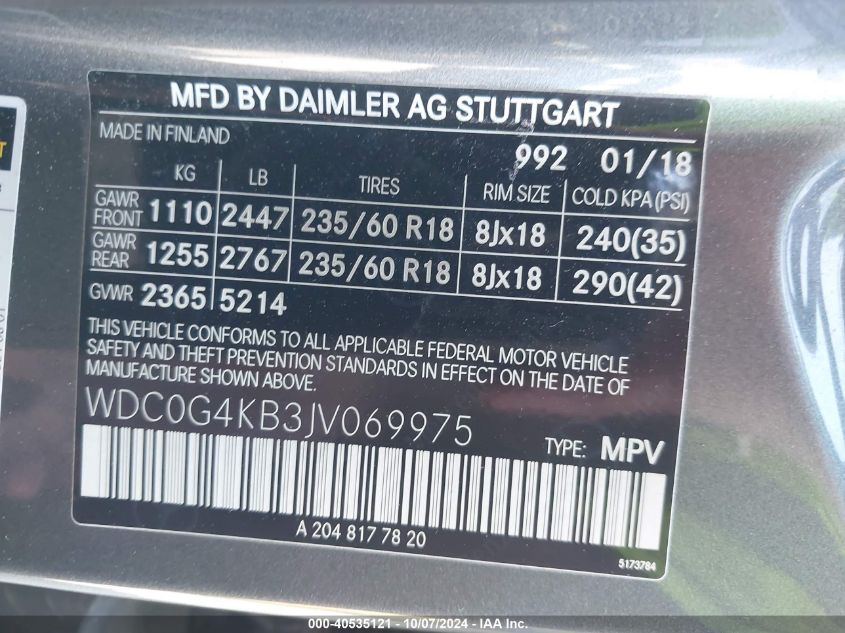 MFD BY DAIMLER AG STUTTGART
MADE IN FINLAND
992 01/18
KG LB TIRES RIM SIZE COLD KPA (PSI)
GAWR FRONT 1110 2447 235/60 R18 8Jx18 240(35)
GAWR REAR 1255 2767 235/60 R18 8Jx18 290(42)
GVWR 2365 5214
THIS VEHICLE CONFORMS TO ALL APPLICABLE FEDERAL MOTOR VEHICLE
SAFETY AND THEFT PREVENTION STANDARDS IN EFFECT ON THE DATE OF
MANUFACTURE SHOWN ABOVE.
WDC0G4KB3JV069975
TYPE: MPV
A 204 817 78 20
5173784
000-40535121 - 10/07/2024 - IAA Inc.